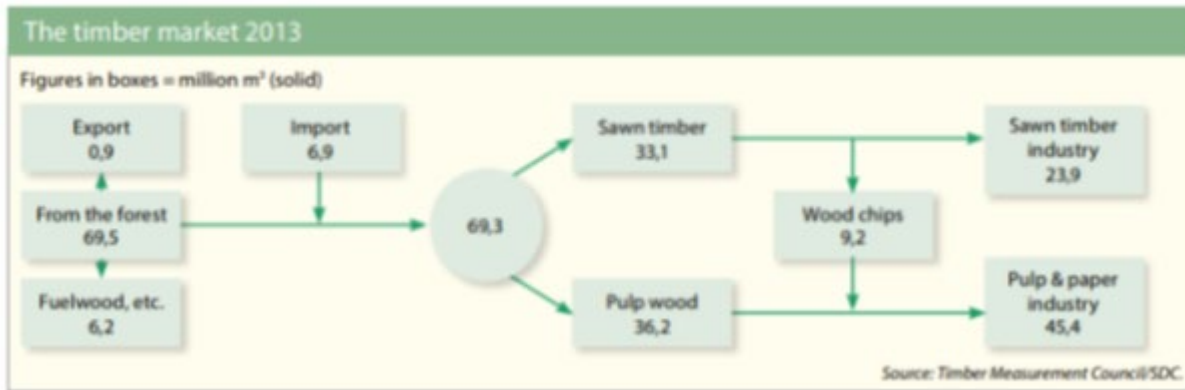 The timber market 2013
Figures in boxes = million m³ (solid)
Export
0,9
Import
6,9
Sawn timber
33,1
Sawn timber
industry
23,9
From the forest
69,5
69,3
Wood chips
9,2
Fuelwood, etc.
6,2
Pulp wood
36,2
Pulp & paper
industry
45,4
Source: Timber Measurement Council/SDC.